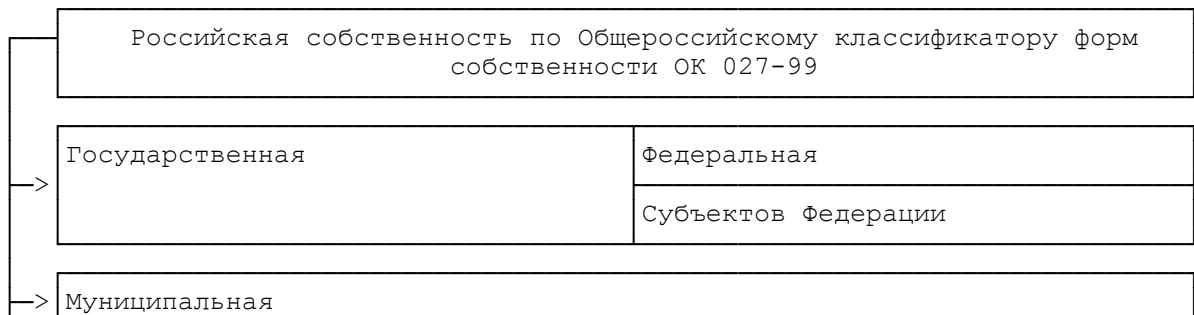 Российская собственность по Общероссийскому классификатору форм
собственности ОК 027-99
Государственная
Федеральная
Субъектов Федерации
Муниципальная